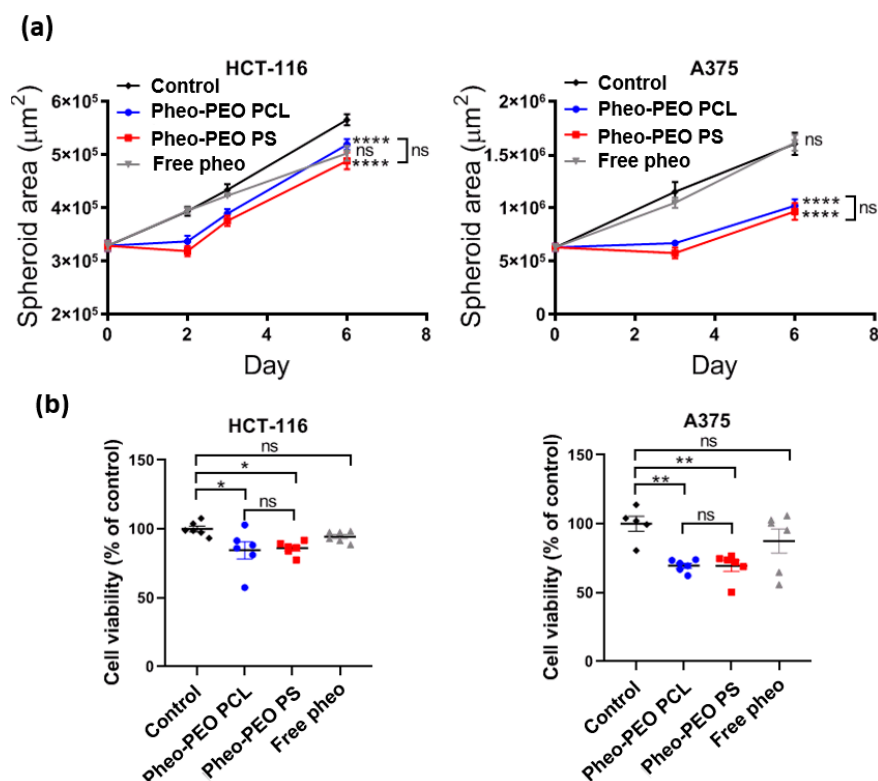 (a)
HCT-116
Spheroid area (μm²)
6×10⁵
5×10⁵
4×10⁵
3×10⁵
2×10⁵
Control
Pheo-PEO PCL
Pheo-PEO PS
Free pheo
****
ns
****
ns
0 2 4 6 8
Day
A375
Spheroid area (μm²)
2×10⁶
1.5×10⁶
1×10⁶
5×10⁵
0
Control
Pheo-PEO PCL
Pheo-PEO PS
Free pheo
ns
****
****
ns
0 2 4 6 8
Day
(b)
HCT-116
Cell viability (% of control)
150
100
50
0
ns
*
*
ns
Control
Pheo-PEO PCL
Pheo-PEO PS
Free pheo
A375
Cell viability (% of control)
150
100
50
0
ns
**
**
ns
Control
Pheo-PEO PCL
Pheo-PEO PS
Free pheo